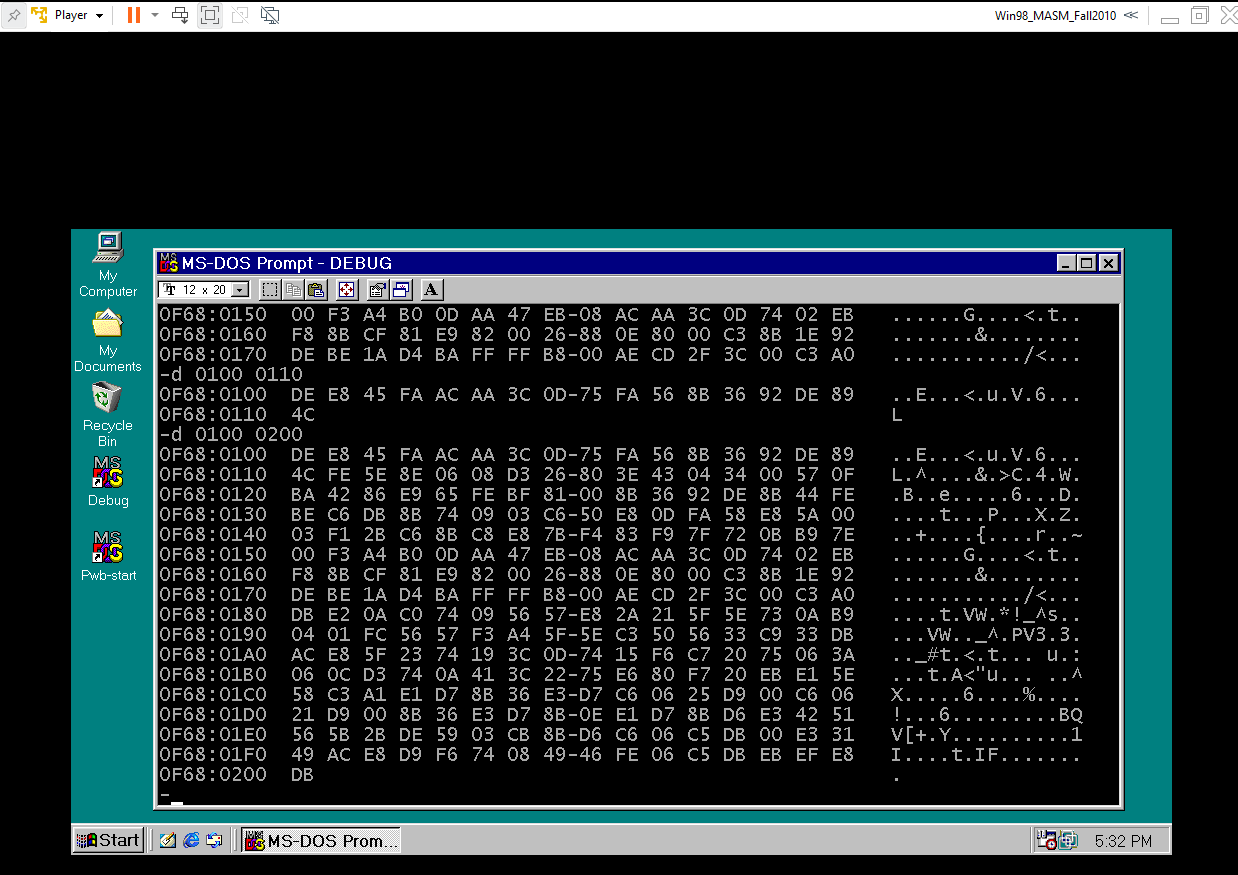 Player
Win98_MASM_Fall2010
My Computer
My Documents
Recycle Bin
MS
Debug
MS
Pwb-start
MS-DOS Prompt - DEBUG
12 x 20
A
0F68:0150 00 F3 A4 B0 0D AA 47 EB-08 AC AA 3C 0D 74 02 EB ......G....<.t..
0F68:0160 F8 8B CF 81 E9 82 00 26-88 0E 80 00 C3 8B 1E 92 .......&........
0F68:0170 DE BE 1A D4 BA FF FF B8-00 AE CD 2F 3C 00 C3 A0 .........../<...
-d 0100 0110
0F68:0100 DE E8 45 FA AC AA 3C 0D-75 FA 56 8B 36 92 DE 89 ..E...<.u.V.6...
0F68:0110 4C L
-d 0100 0200
0F68:0100 DE E8 45 FA AC AA 3C 0D-75 FA 56 8B 36 92 DE 89 ..E...<.u.V.6...
0F68:0110 4C FE 5E 8E 06 08 D3 26-80 3E 43 04 34 00 57 0F L.^....&.>C.4.W.
0F68:0120 BA 42 86 E9 65 FE BF 81-00 8B 36 92 DE 8B 44 FE .B..e.....6...D.
0F68:0130 BE C6 DB 8B 74 09 03 C6-50 E8 0D FA 58 E8 5A 00 ....t...P...X.Z.
0F68:0140 03 F1 2B C6 8B C8 E8 7B-F4 83 F9 7F 72 0B B9 7E ..+....{....r..~
0F68:0150 00 F3 A4 B0 0D AA 47 EB-08 AC AA 3C 0D 74 02 EB ......G....<.t..
0F68:0160 F8 8B CF 81 E9 82 00 26-88 0E 80 00 C3 8B 1E 92 .......&........
0F68:0170 DE BE 1A D4 BA FF FF B8-00 AE CD 2F 3C 00 C3 A0 .........../<...
0F68:0180 DB E2 0A C0 74 09 56 57-E8 2A 21 5F 5E 73 0A B9 ....t.VW.*!_^s..
0F68:0190 04 01 FC 56 57 F3 A4 5F-5E C3 50 56 33 C9 33 DB ...VW.._^.PV3.3.
0F68:01A0 AC E8 5F 23 74 19 3C 0D-74 15 F6 C7 20 75 06 3A .._#t.<.t... u.:
0F68:01B0 06 0C D3 74 0A 41 3C 22-75 E6 80 F7 20 EB E1 5E ...t.A<"u... ..^
0F68:01C0 58 C3 A1 E1 D7 8B 36 E3-D7 C6 06 25 D9 00 C6 06 X.....6....%....
0F68:01D0 21 D9 00 8B 36 E3 D7 8B-0E E1 D7 8B D6 E3 42 51 !...6.........BQ
0F68:01E0 56 5B 2B DE 59 03 CB 8B-D6 C6 06 C5 DB 00 E3 31 V[+.Y..........1
0F68:01F0 49 AC E8 D9 F6 74 08 49-46 FE 06 C5 DB EB EF E8 I....t.IF.......
0F68:0200 DB .
-_
Start
MS-DOS Prom...
5:32 PM